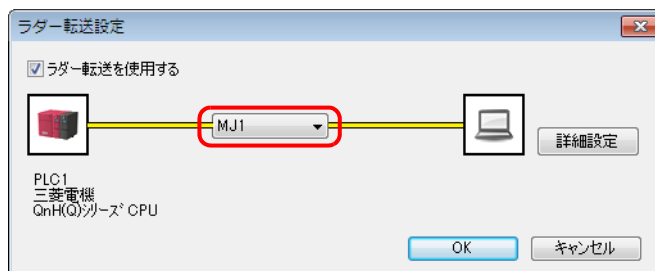 ラダー転送設定
ラダー転送を使用する
MJ1
詳細設定
PLC1
三菱電機
QnH(Q)シリーズ CPU
OK
キャンセル